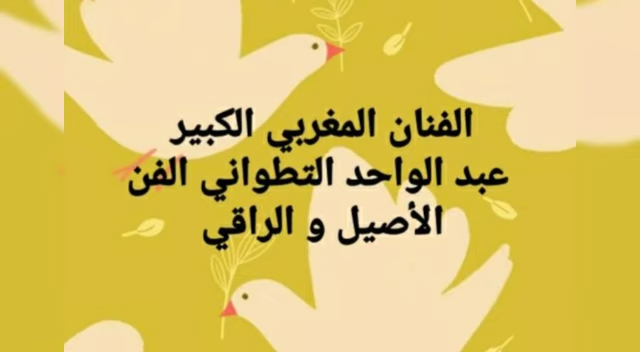 الفنان المغربي الكبير
عبد الواحد التطواني الفن
الأصيل و الراقي